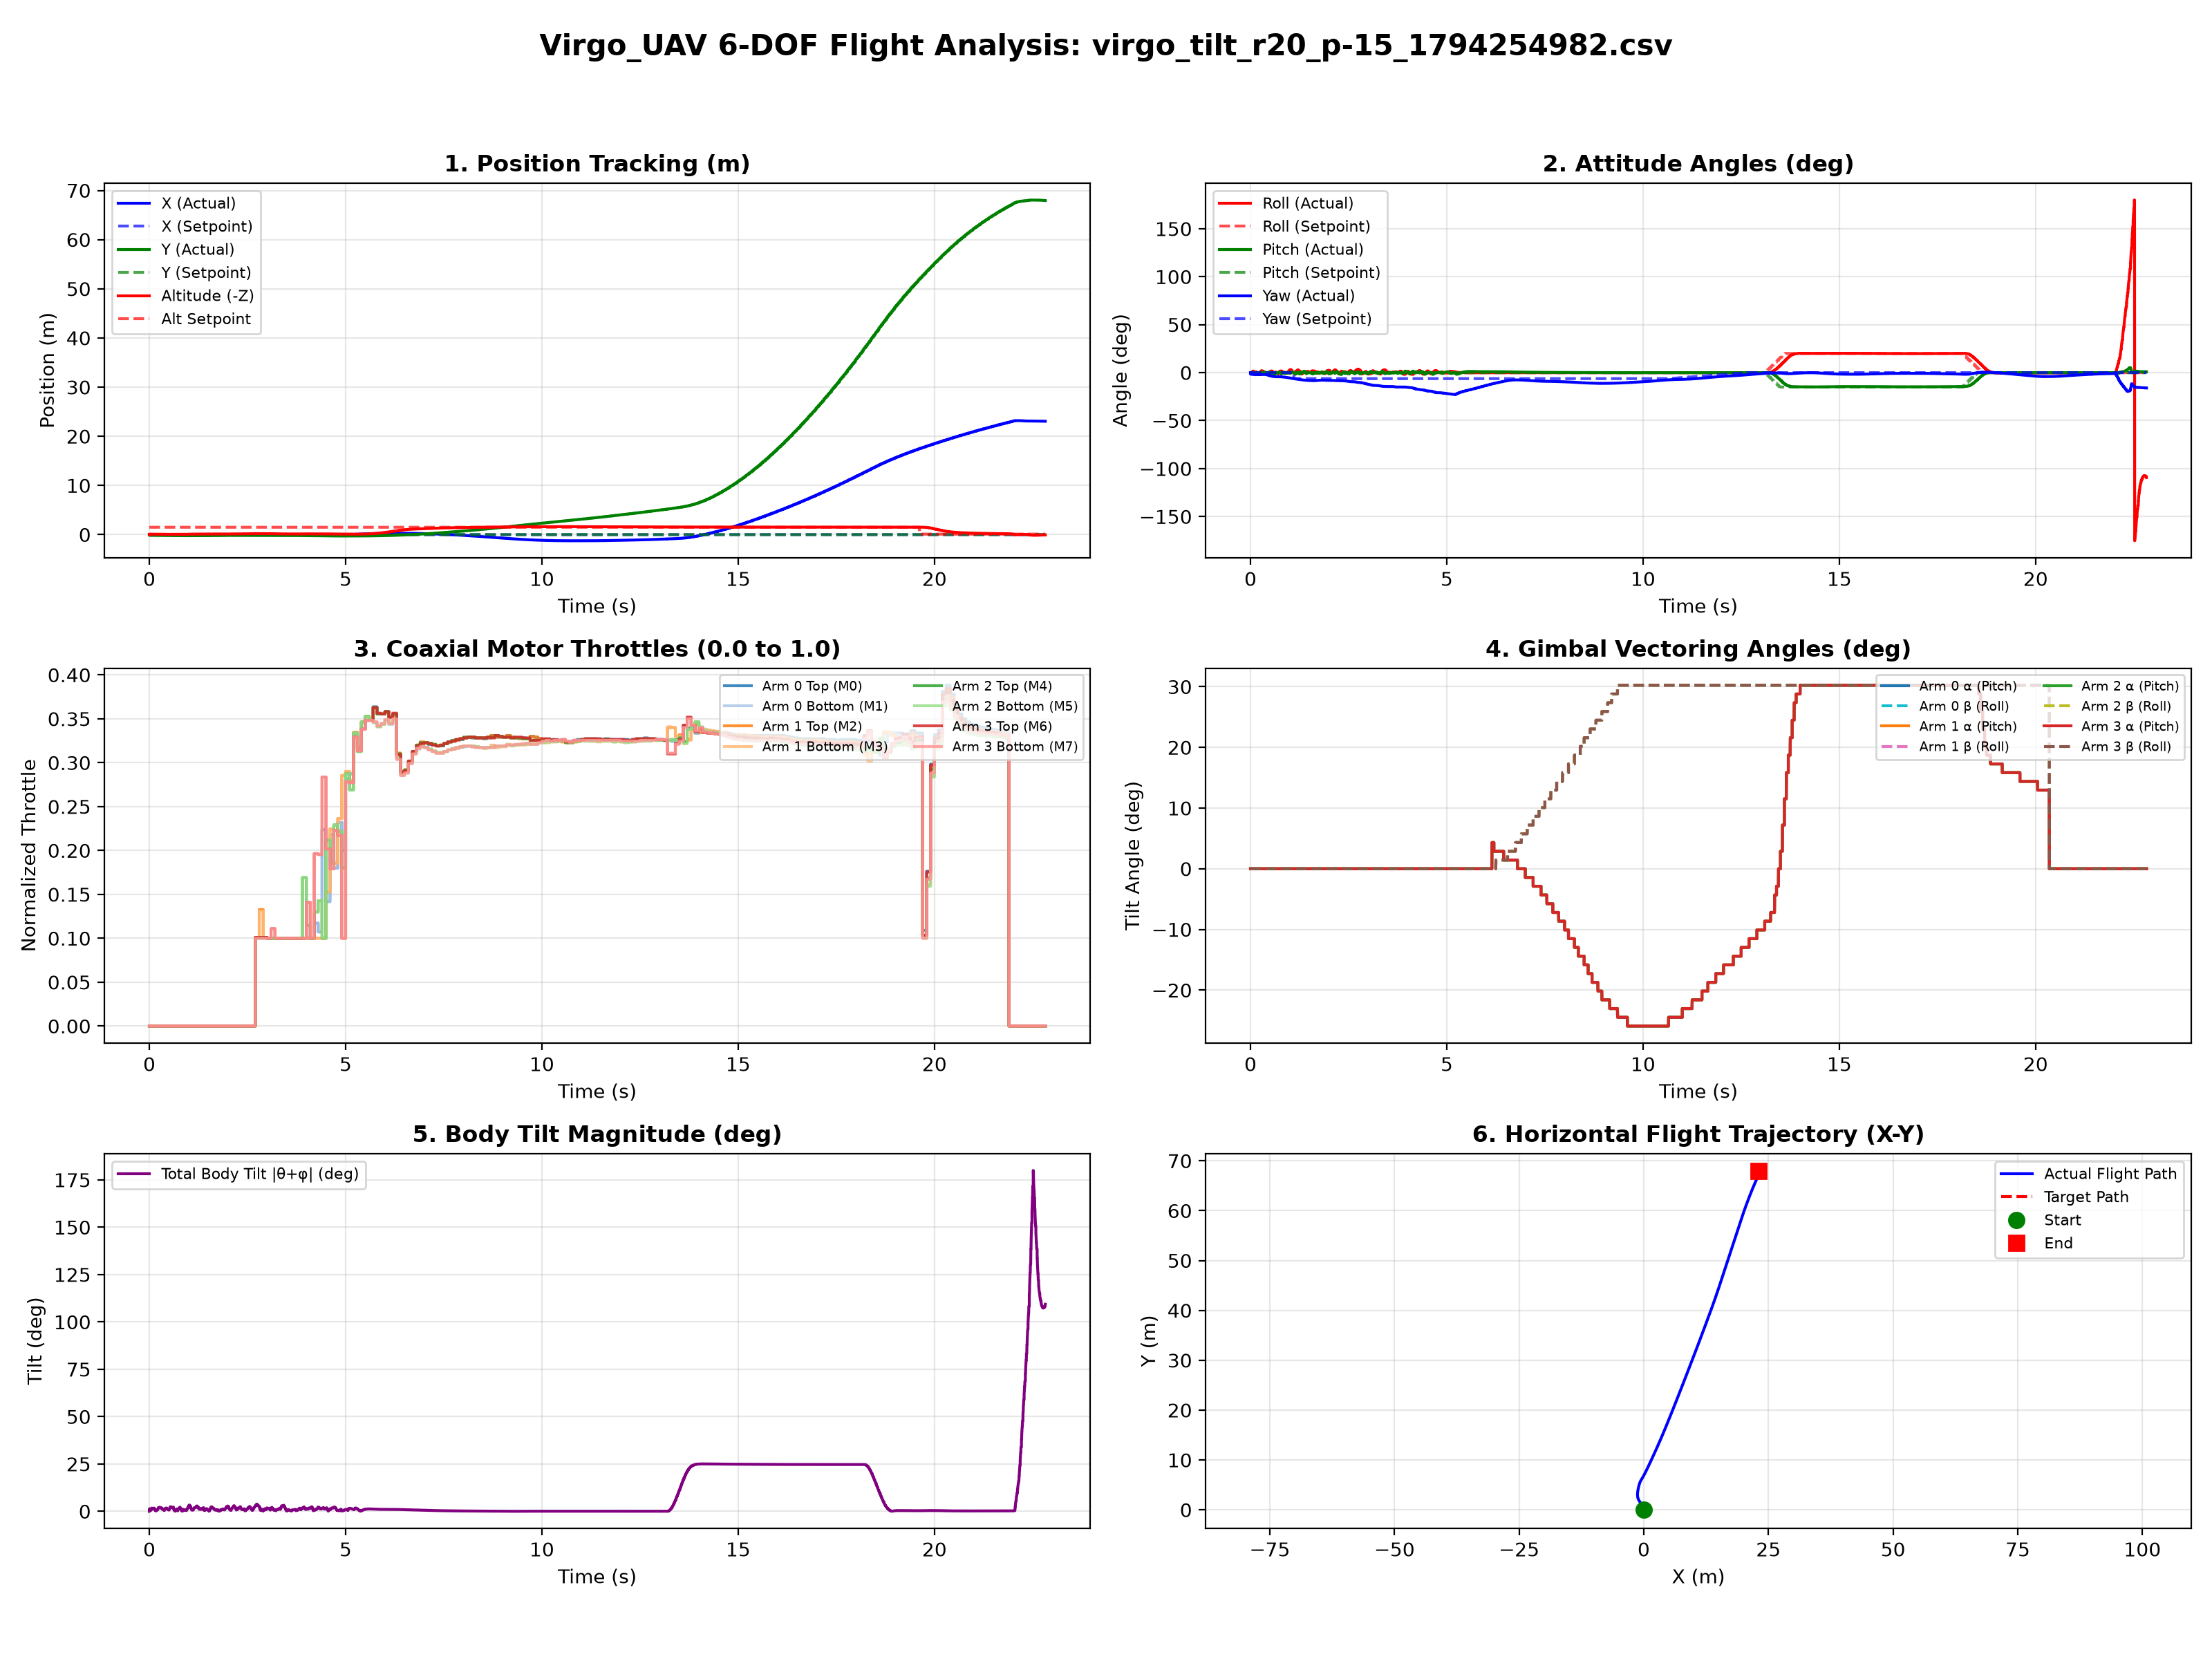 Virgo_UAV 6-DOF Flight Analysis: virgo_tilt_r20_p-15_1794254982.csv
1. Position Tracking (m)
70
60
50
40
30
20
10
0
Position (m)
X (Actual)
X (Setpoint)
Y (Actual)
Y (Setpoint)
Altitude (-Z)
Alt Setpoint
0
5
10
15
20
Time (s)
2. Attitude Angles (deg)
150
100
50
0
−50
−100
−150
Angle (deg)
Roll (Actual)
Roll (Setpoint)
Pitch (Actual)
Pitch (Setpoint)
Yaw (Actual)
Yaw (Setpoint)
0
5
10
15
20
Time (s)
3. Coaxial Motor Throttles (0.0 to 1.0)
0.40
0.35
0.30
0.25
0.20
0.15
0.10
0.05
0.00
Normalized Throttle
Arm 0 Top (M0)
Arm 0 Bottom (M1)
Arm 1 Top (M2)
Arm 1 Bottom (M3)
Arm 2 Top (M4)
Arm 2 Bottom (M5)
Arm 3 Top (M6)
Arm 3 Bottom (M7)
0
5
10
15
20
Time (s)
4. Gimbal Vectoring Angles (deg)
30
20
10
0
−10
−20
Tilt Angle (deg)
Arm 0 α (Pitch)
Arm 0 β (Roll)
Arm 1 α (Pitch)
Arm 1 β (Roll)
Arm 2 α (Pitch)
Arm 2 β (Roll)
Arm 3 α (Pitch)
Arm 3 β (Roll)
0
5
10
15
20
Time (s)
5. Body Tilt Magnitude (deg)
175
150
125
100
75
50
25
0
Tilt (deg)
Total Body Tilt |θ+φ| (deg)
0
5
10
15
20
Time (s)
6. Horizontal Flight Trajectory (X-Y)
70
60
50
40
30
20
10
0
Y (m)
Actual Flight Path
Target Path
Start
End
−75
−50
−25
0
25
50
75
100
X (m)